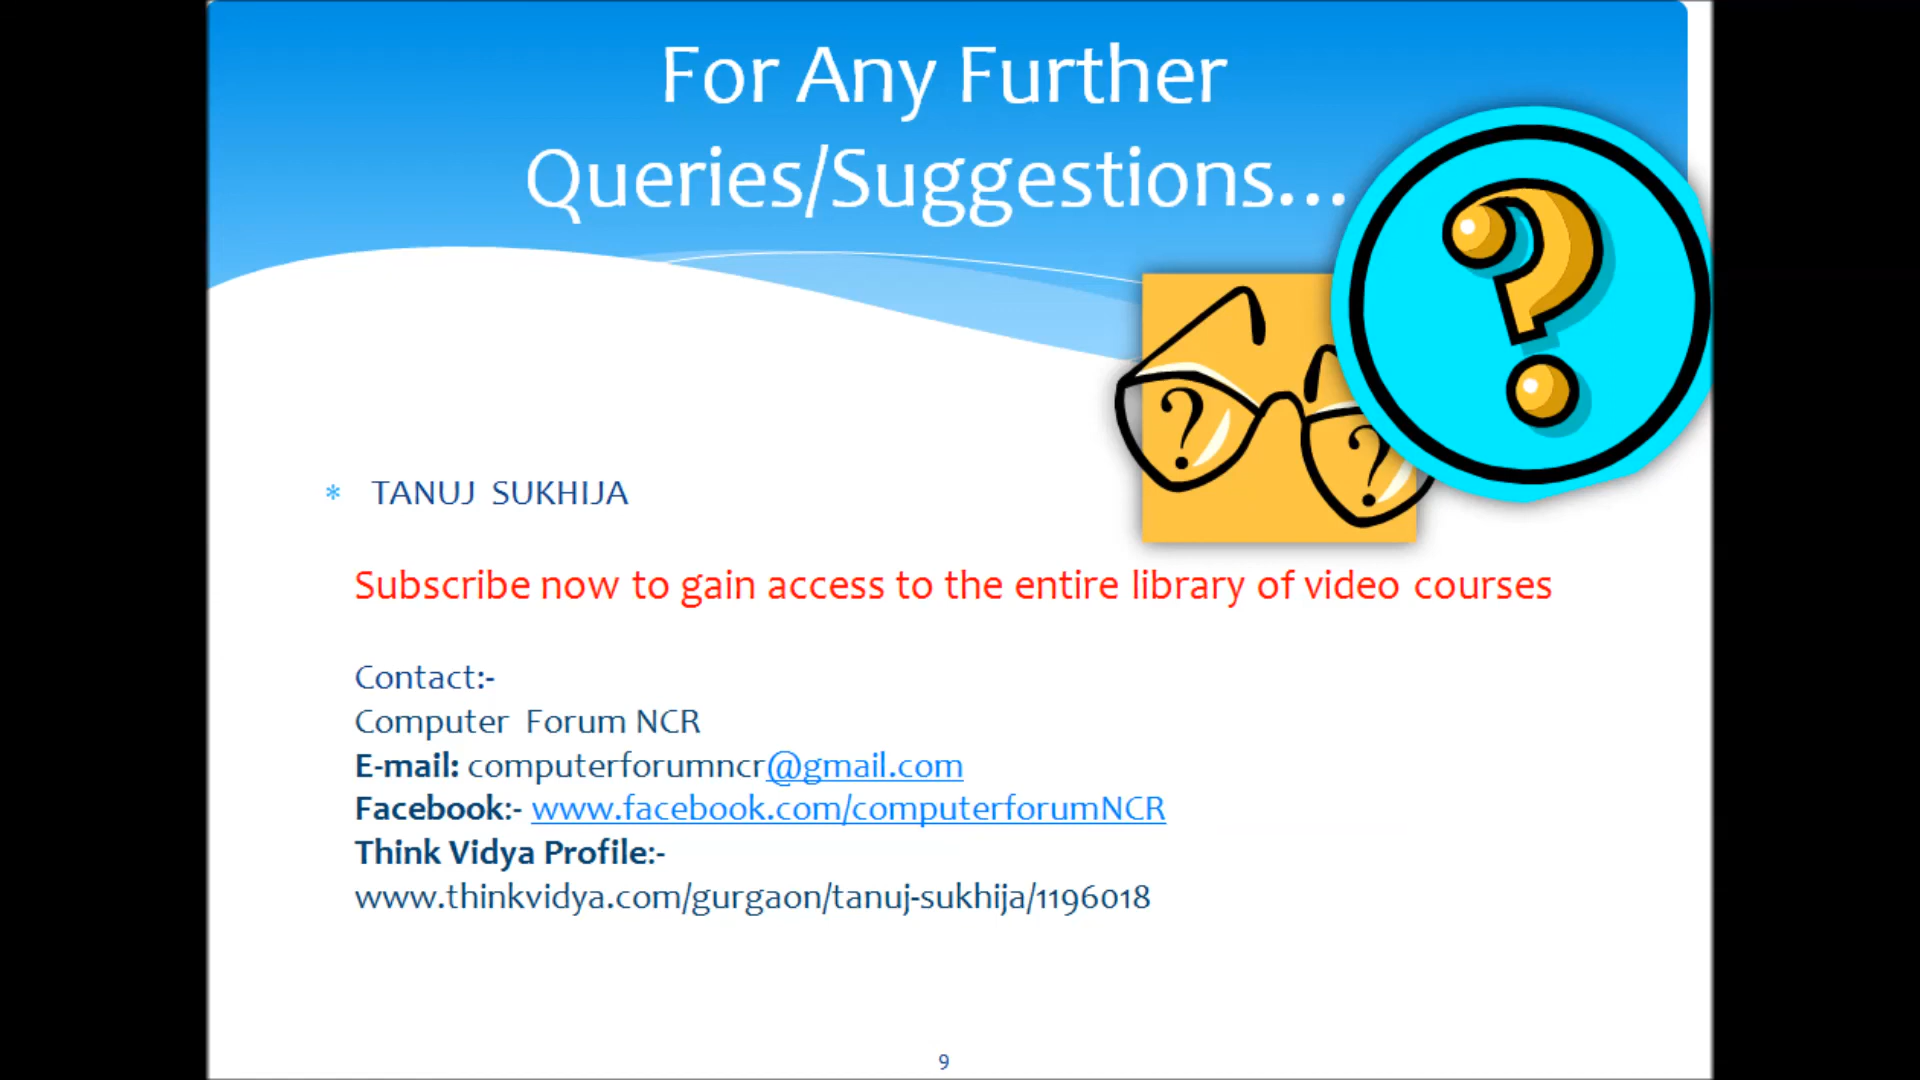 For Any Further
Queries/Suggestions...
?
? ?
* TANUJ SUKHIJA
Subscribe now to gain access to the entire library of video courses
Contact:-
Computer Forum NCR
E-mail: computerforumncr@gmail.com
Facebook:- www.facebook.com/computerforumNCR
Think Vidya Profile:-
www.thinkvidya.com/gurgaon/tanuj-sukhija/1196018
9